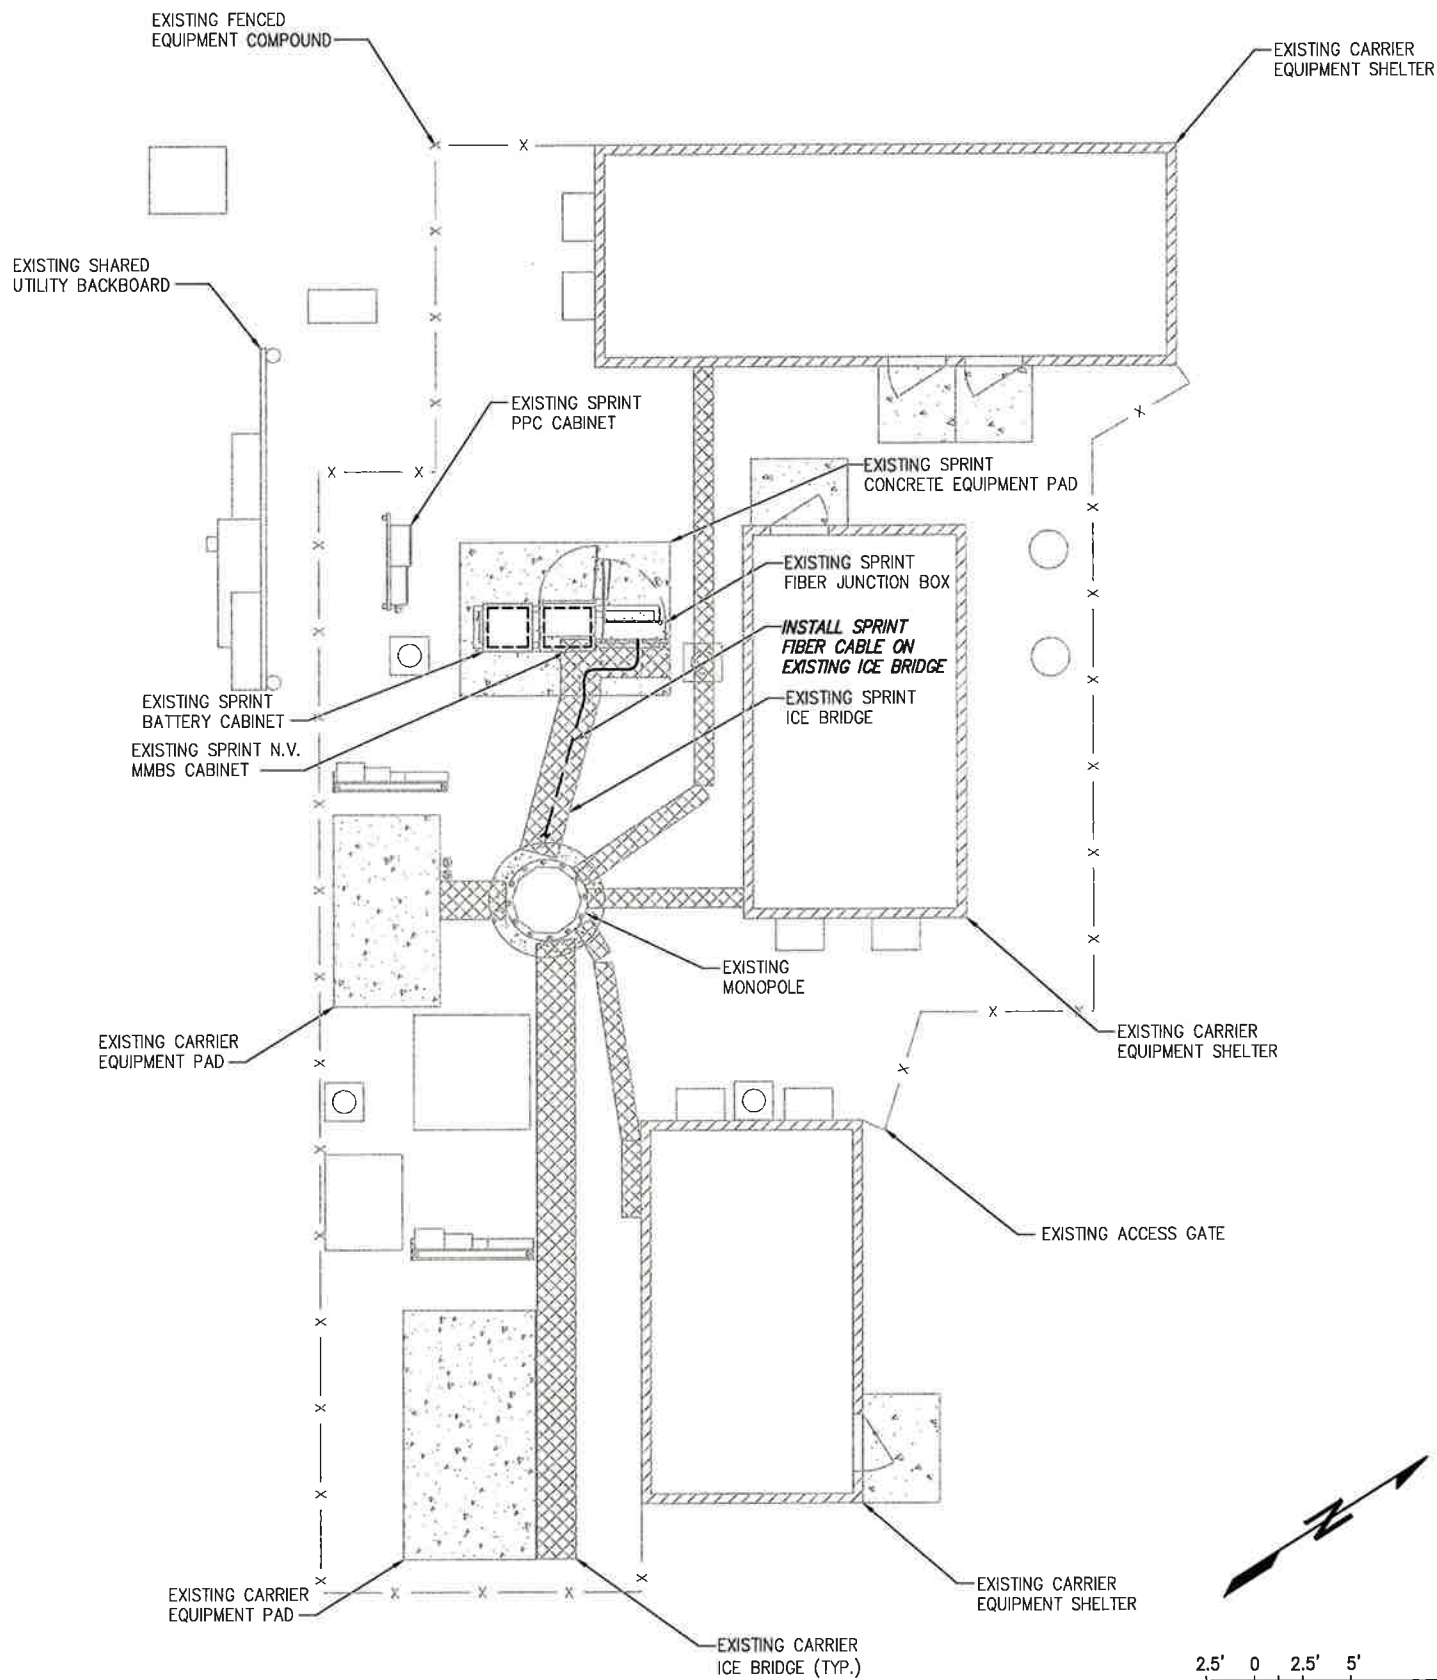 EXISTING FENCED
EQUIPMENT COMPOUND
EXISTING CARRIER
EQUIPMENT SHELTER
EXISTING SHARED
UTILITY BACKBOARD
EXISTING SPRINT
PPC CABINET
EXISTING SPRINT
CONCRETE EQUIPMENT PAD
EXISTING SPRINT
FIBER JUNCTION BOX
INSTALL SPRINT
FIBER CABLE ON
EXISTING ICE BRIDGE
EXISTING SPRINT
ICE BRIDGE
EXISTING SPRINT
BATTERY CABINET
EXISTING SPRINT N.V.
MMBS CABINET
EXISTING
MONOPOLE
EXISTING CARRIER
EQUIPMENT PAD
EXISTING CARRIER
EQUIPMENT SHELTER
EXISTING ACCESS GATE
EXISTING CARRIER
EQUIPMENT PAD
EXISTING CARRIER
EQUIPMENT SHELTER
EXISTING CARRIER
ICE BRIDGE (TYP.)
N
2.5' 0 2.5' 5'